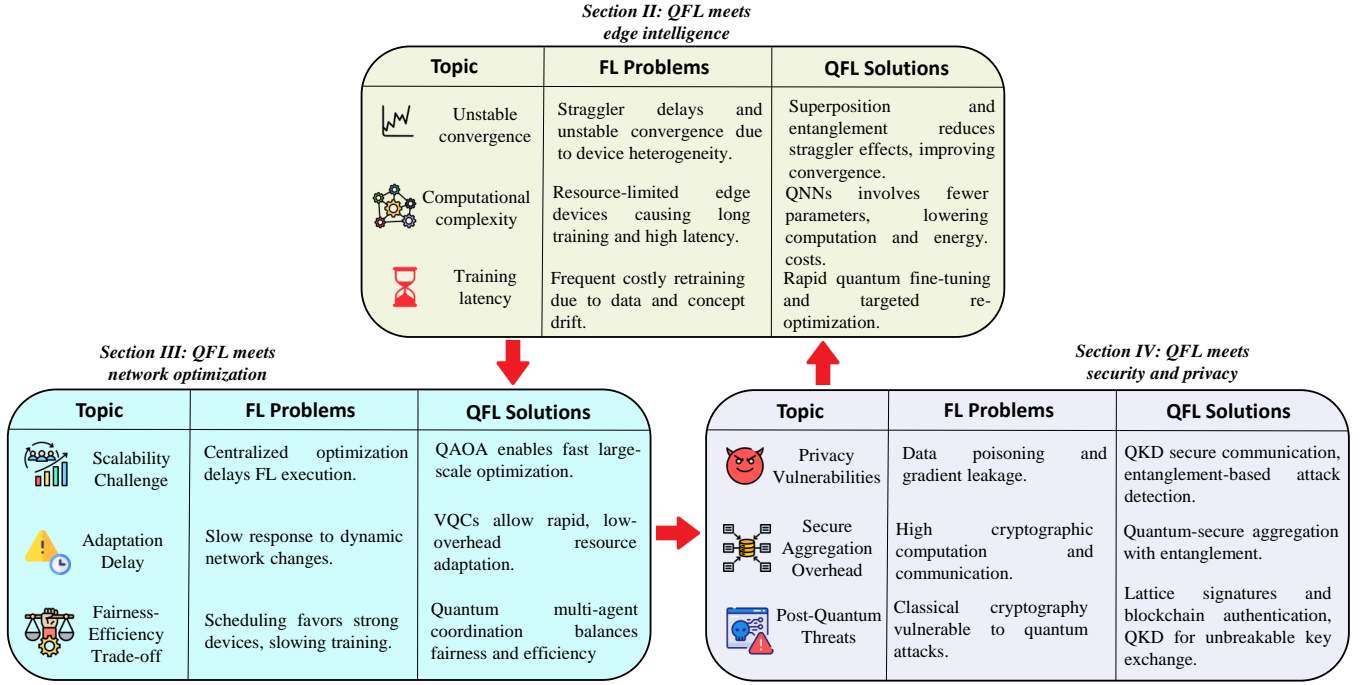 Section II: QFL meets
edge intelligence
Topic
FL Problems
QFL Solutions
Unstable
convergence
Straggler delays and
unstable convergence due
to device heterogeneity.
Superposition and
entanglement reduces
straggler effects, improving
convergence.
Computational
complexity
Resource-limited edge
devices causing long
training and high latency.
QNNs involves fewer
parameters, lowering
computation and energy.
costs.
Training
latency
Frequent costly retraining
due to data and concept
drift.
Rapid quantum fine-tuning
and targeted re-
optimization.
Section III: QFL meets
network optimization
Topic
FL Problems
QFL Solutions
Scalability
Challenge
Centralized optimization
delays FL execution.
QAOA enables fast large-
scale optimization.
Adaptation
Delay
Slow response to dynamic
network changes.
VQCs allow rapid, low-
overhead resource
adaptation.
Fairness-
Efficiency
Trade-off
Scheduling favors strong
devices, slowing training.
Quantum multi-agent
coordination balances
fairness and efficiency
Section IV: QFL meets
security and privacy
Topic
FL Problems
QFL Solutions
Privacy
Vulnerabilities
Data poisoning and
gradient leakage.
QKD secure communication,
entanglement-based attack
detection.
Secure
Aggregation
Overhead
High cryptographic
computation and
communication.
Quantum-secure aggregation
with entanglement.
Post-Quantum
Threats
Classical cryptography
vulnerable to quantum
attacks.
Lattice signatures and
blockchain authentication,
QKD for unbreakable key
exchange.